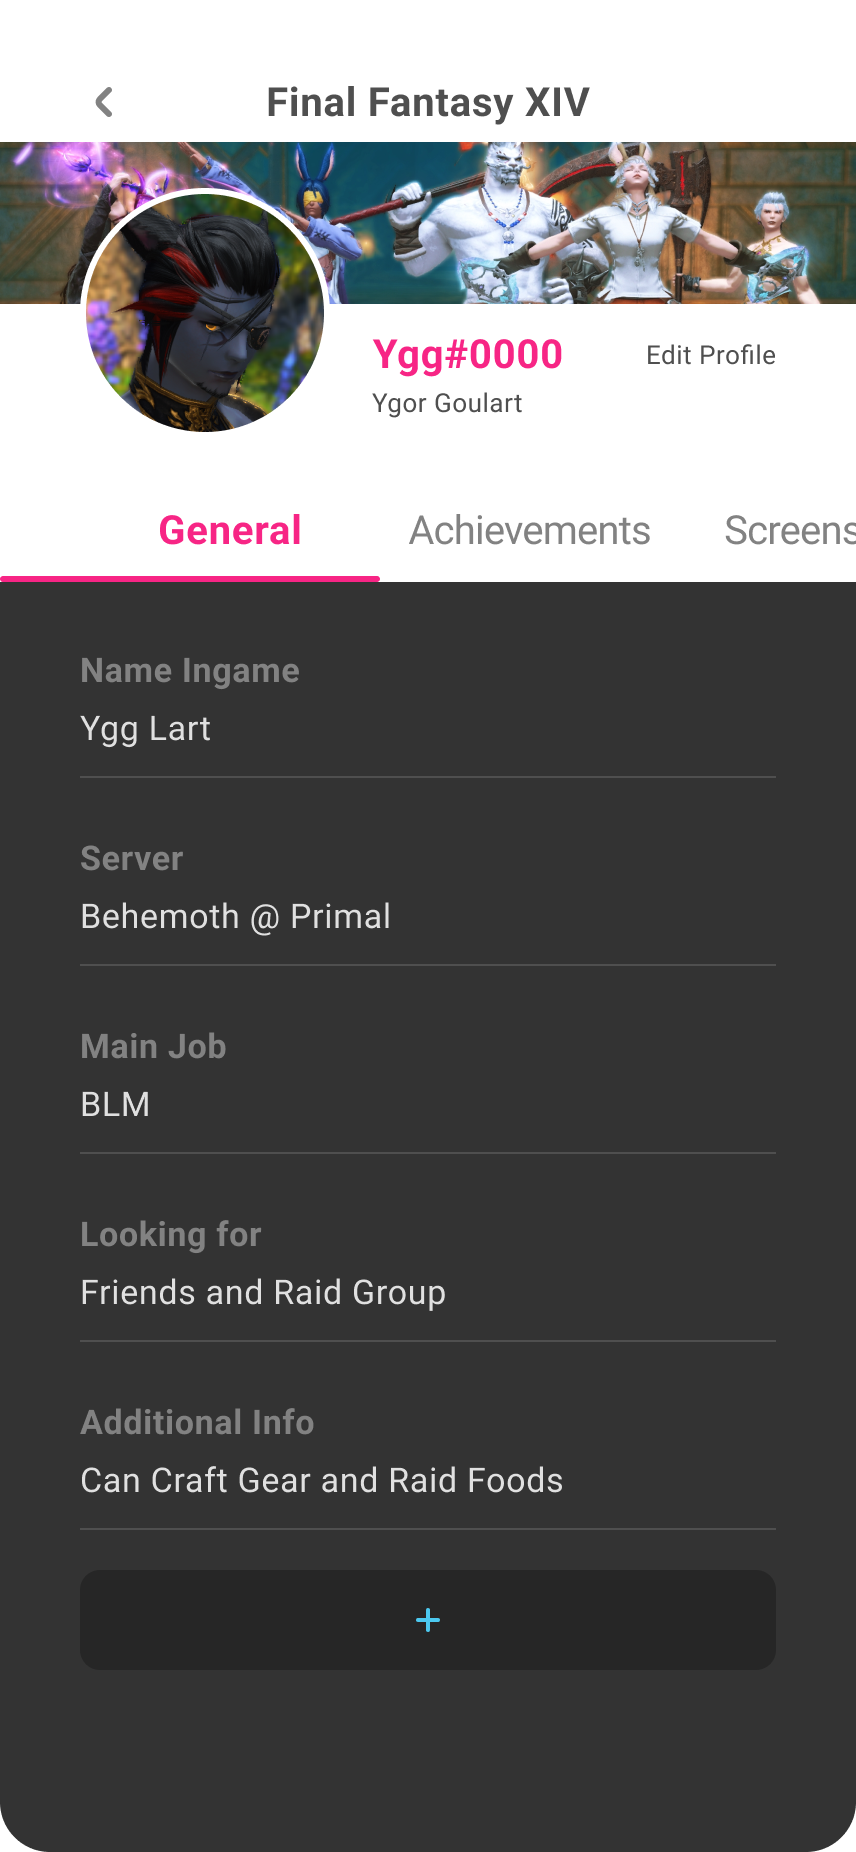 Final Fantasy XIV
Ygg#0000
Edit Profile
Ygor Goulart
General
Achievements
Screens
Name Ingame
Ygg Lart
Server
Behemoth @ Primal
Main Job
BLM
Looking for
Friends and Raid Group
Additional Info
Can Craft Gear and Raid Foods
+